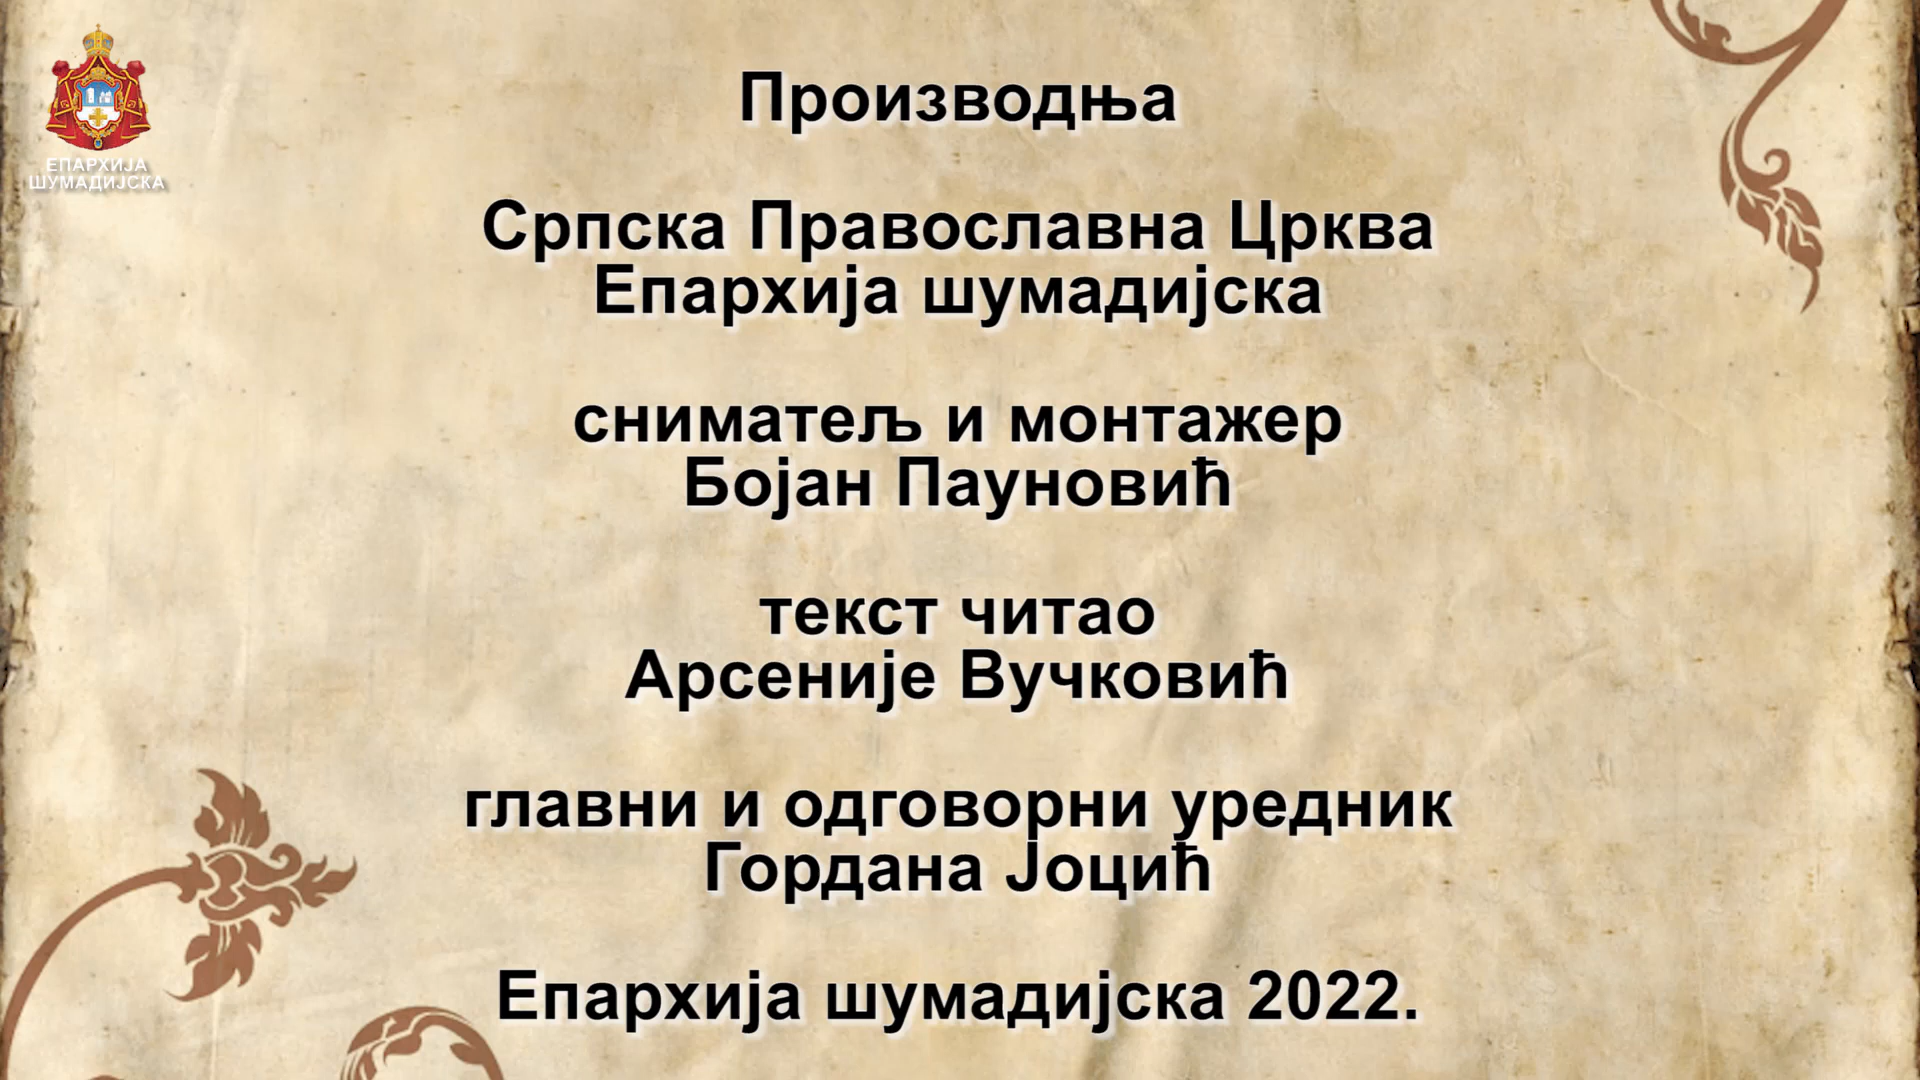 ЕПАРХИЈА
ШУМАДИЈСКА
Производња
Српска Православна Црква
Епархија шумадијска
сниматељ и монтажер
Бојан Пауновић
текст читао
Арсеније Вучковић
главни и одговорни уредник
Гордана Јоцић
Епархија шумадијска 2022.